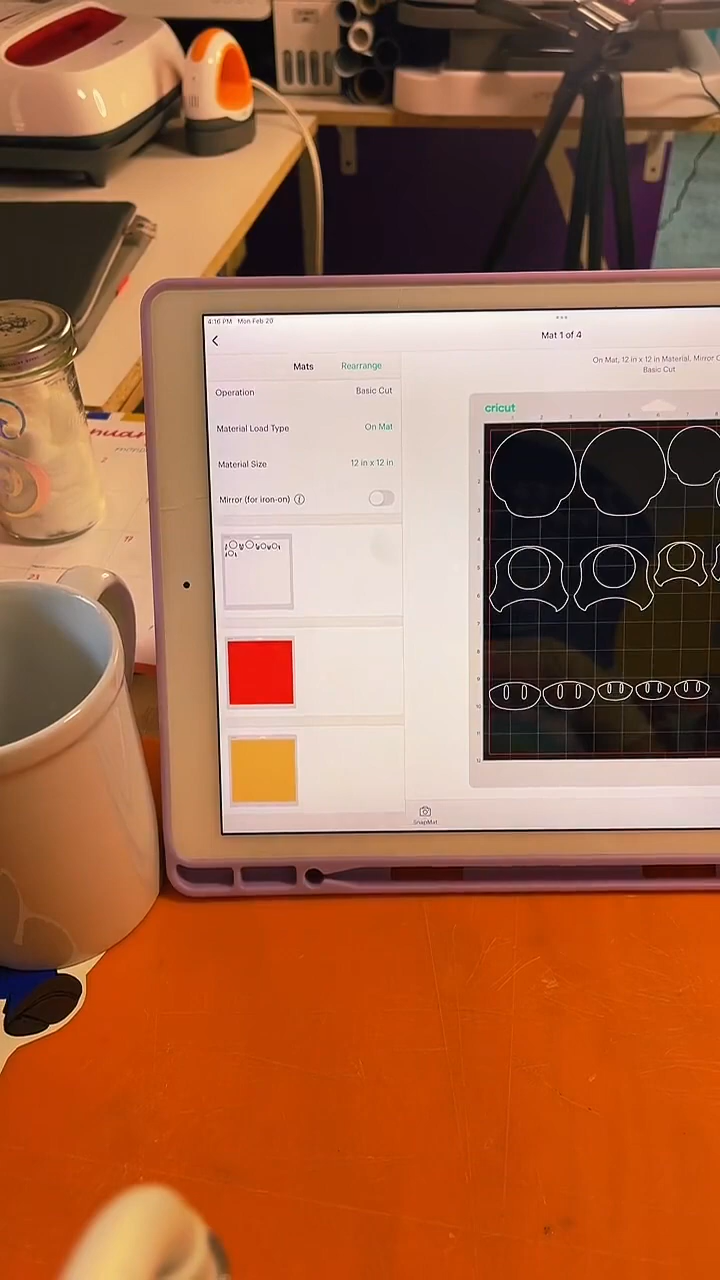 4:16 PM Mon Feb 20
Mat 1 of 4
Mats
Rearrange
On Mat, 12 in x 12 in Material, Mirror
Basic Cut
Operation
Basic Cut
Material Load Type
On Mat
Material Size
12 in x 12 in
Mirror (for iron-on)
cricut
SnapMat